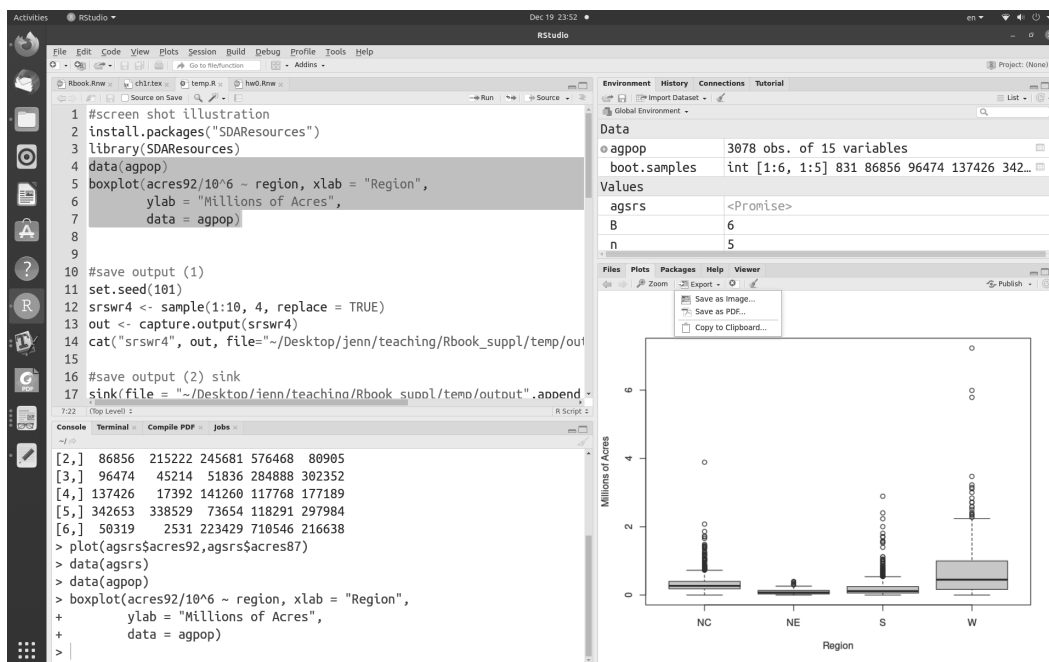 Activities
RStudio
Dec 19 23:52
en
RStudio
File Edit Code View Plots Session Build Debug Profile Tools Help
Go to file/function
Addins
Project: (None)
Rbook.Rnw
ch1r.tex
temp.R
hw0.Rnw
Source on Save
Run
Source
1 #screen shot illustration
2 install.packages("SDAResources")
3 library(SDAResources)
4 data(agpop)
5 boxplot(acres92/10^6 ~ region, xlab = "Region",
6 ylab = "Millions of Acres",
7 data = agpop)
8
9
10 #save output (1)
11 set.seed(101)
12 srswr4 <- sample(1:10, 4, replace = TRUE)
13 out <- capture.output(srswr4)
14 cat("srswr4", out, file="~/Desktop/jenn/teaching/Rbook_suppl/temp/out
15
16 #save output (2) sink
17 sink(file = "~/Desktop/jenn/teaching/Rbook_suppl/temp/output",append
7:22 (Top Level)
R Script
Console Terminal Compile PDF Jobs
~/
[2,] 86856 215222 245681 576468 80905
[3,] 96474 45214 51836 284888 302352
[4,] 137426 17392 141260 117768 177189
[5,] 342653 338529 73654 118291 297984
[6,] 50319 2531 223429 710546 216638
> plot(agsrs$acres92,agsrs$acres87)
> data(agsrs)
> data(agpop)
> boxplot(acres92/10^6 ~ region, xlab = "Region",
+ ylab = "Millions of Acres",
+ data = agpop)
>
Environment History Connections Tutorial
Import Dataset
List
Global Environment
Data
agpop 3078 obs. of 15 variables
boot.samples int [1:6, 1:5] 831 86856 96474 137426 342…
Values
agsrs <Promise>
B 6
n 5
Files Plots Packages Help Viewer
Zoom
Export
Publish
Save as Image...
Save as PDF...
Copy to Clipboard...
Millions of Acres
6
4
2
0
NC NE S W
Region